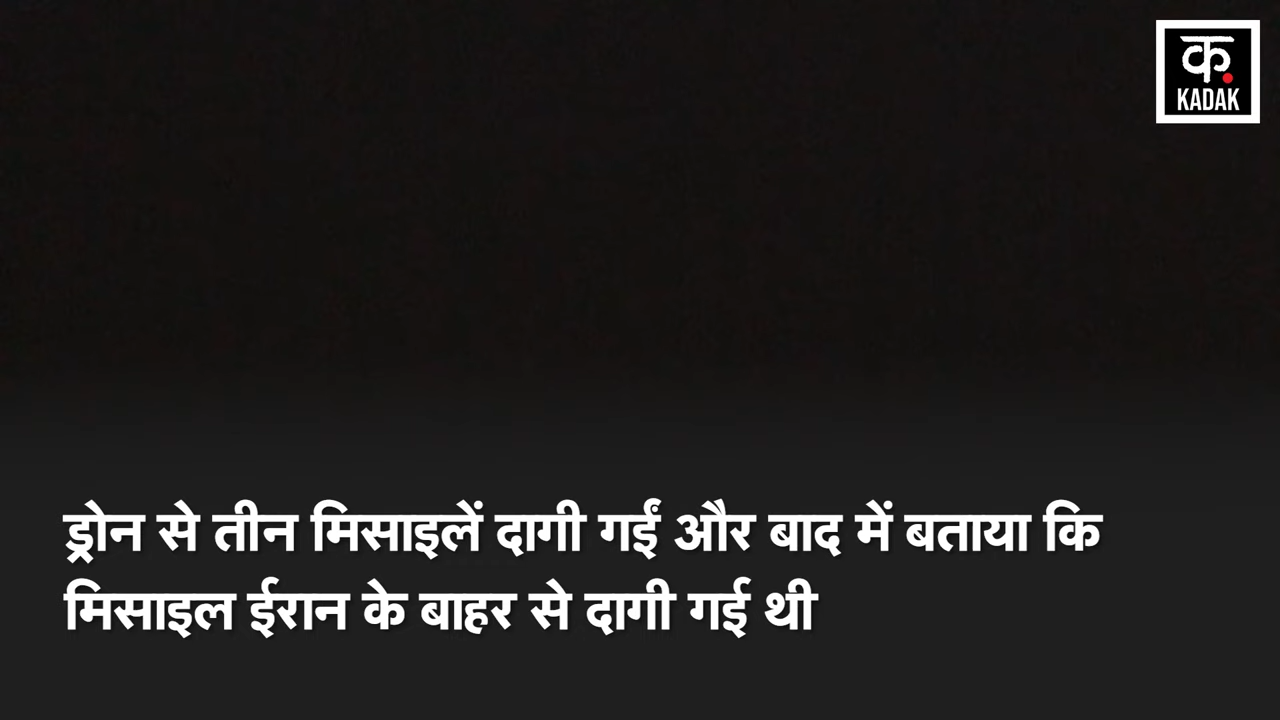 क
KADAK
ड्रोन से तीन मिसाइलें दागी गईं और बाद में बताया कि
मिसाइल ईरान के बाहर से दागी गई थी